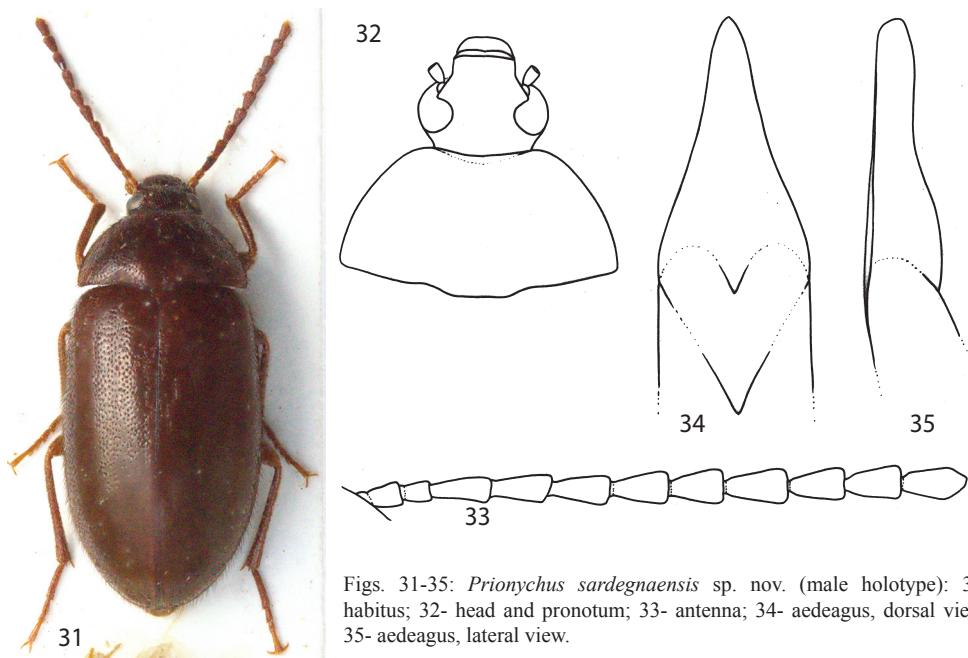 32
34
35
33
31
Figs. 31-35: Prionychus sardegnaensis sp. nov. (male holotype):
habitus; 32- head and pronotum; 33- antenna; 34- aedeagus, dorsal
35- aedeagus, lateral view.